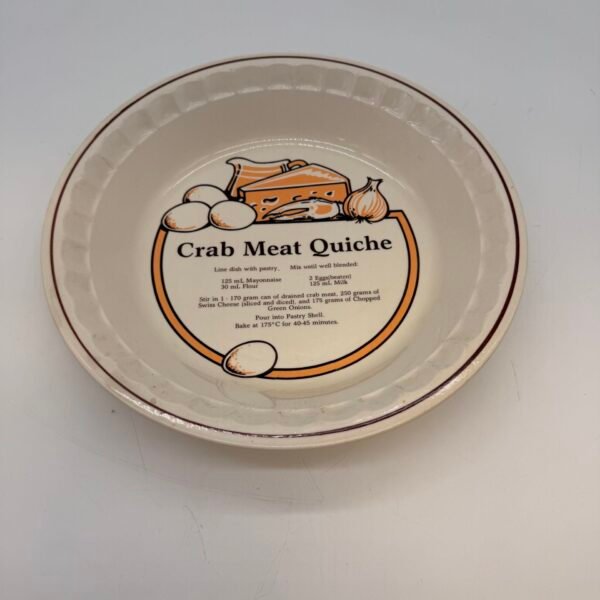 Crab Meat Quiche
Line dish with pastry. Mix until well blended:
125 mL Mayonnaise 2 Eggs(beaten)
30 mL Flour 125 mL Milk
Stir in 1 - 170 gram can of drained crab meat, 250 grams of
Swiss Cheese (sliced and diced), and 175 grams of Chopped
Green Onions.
Pour into Pastry Shell.
Bake at 175°C for 40-45 minutes.